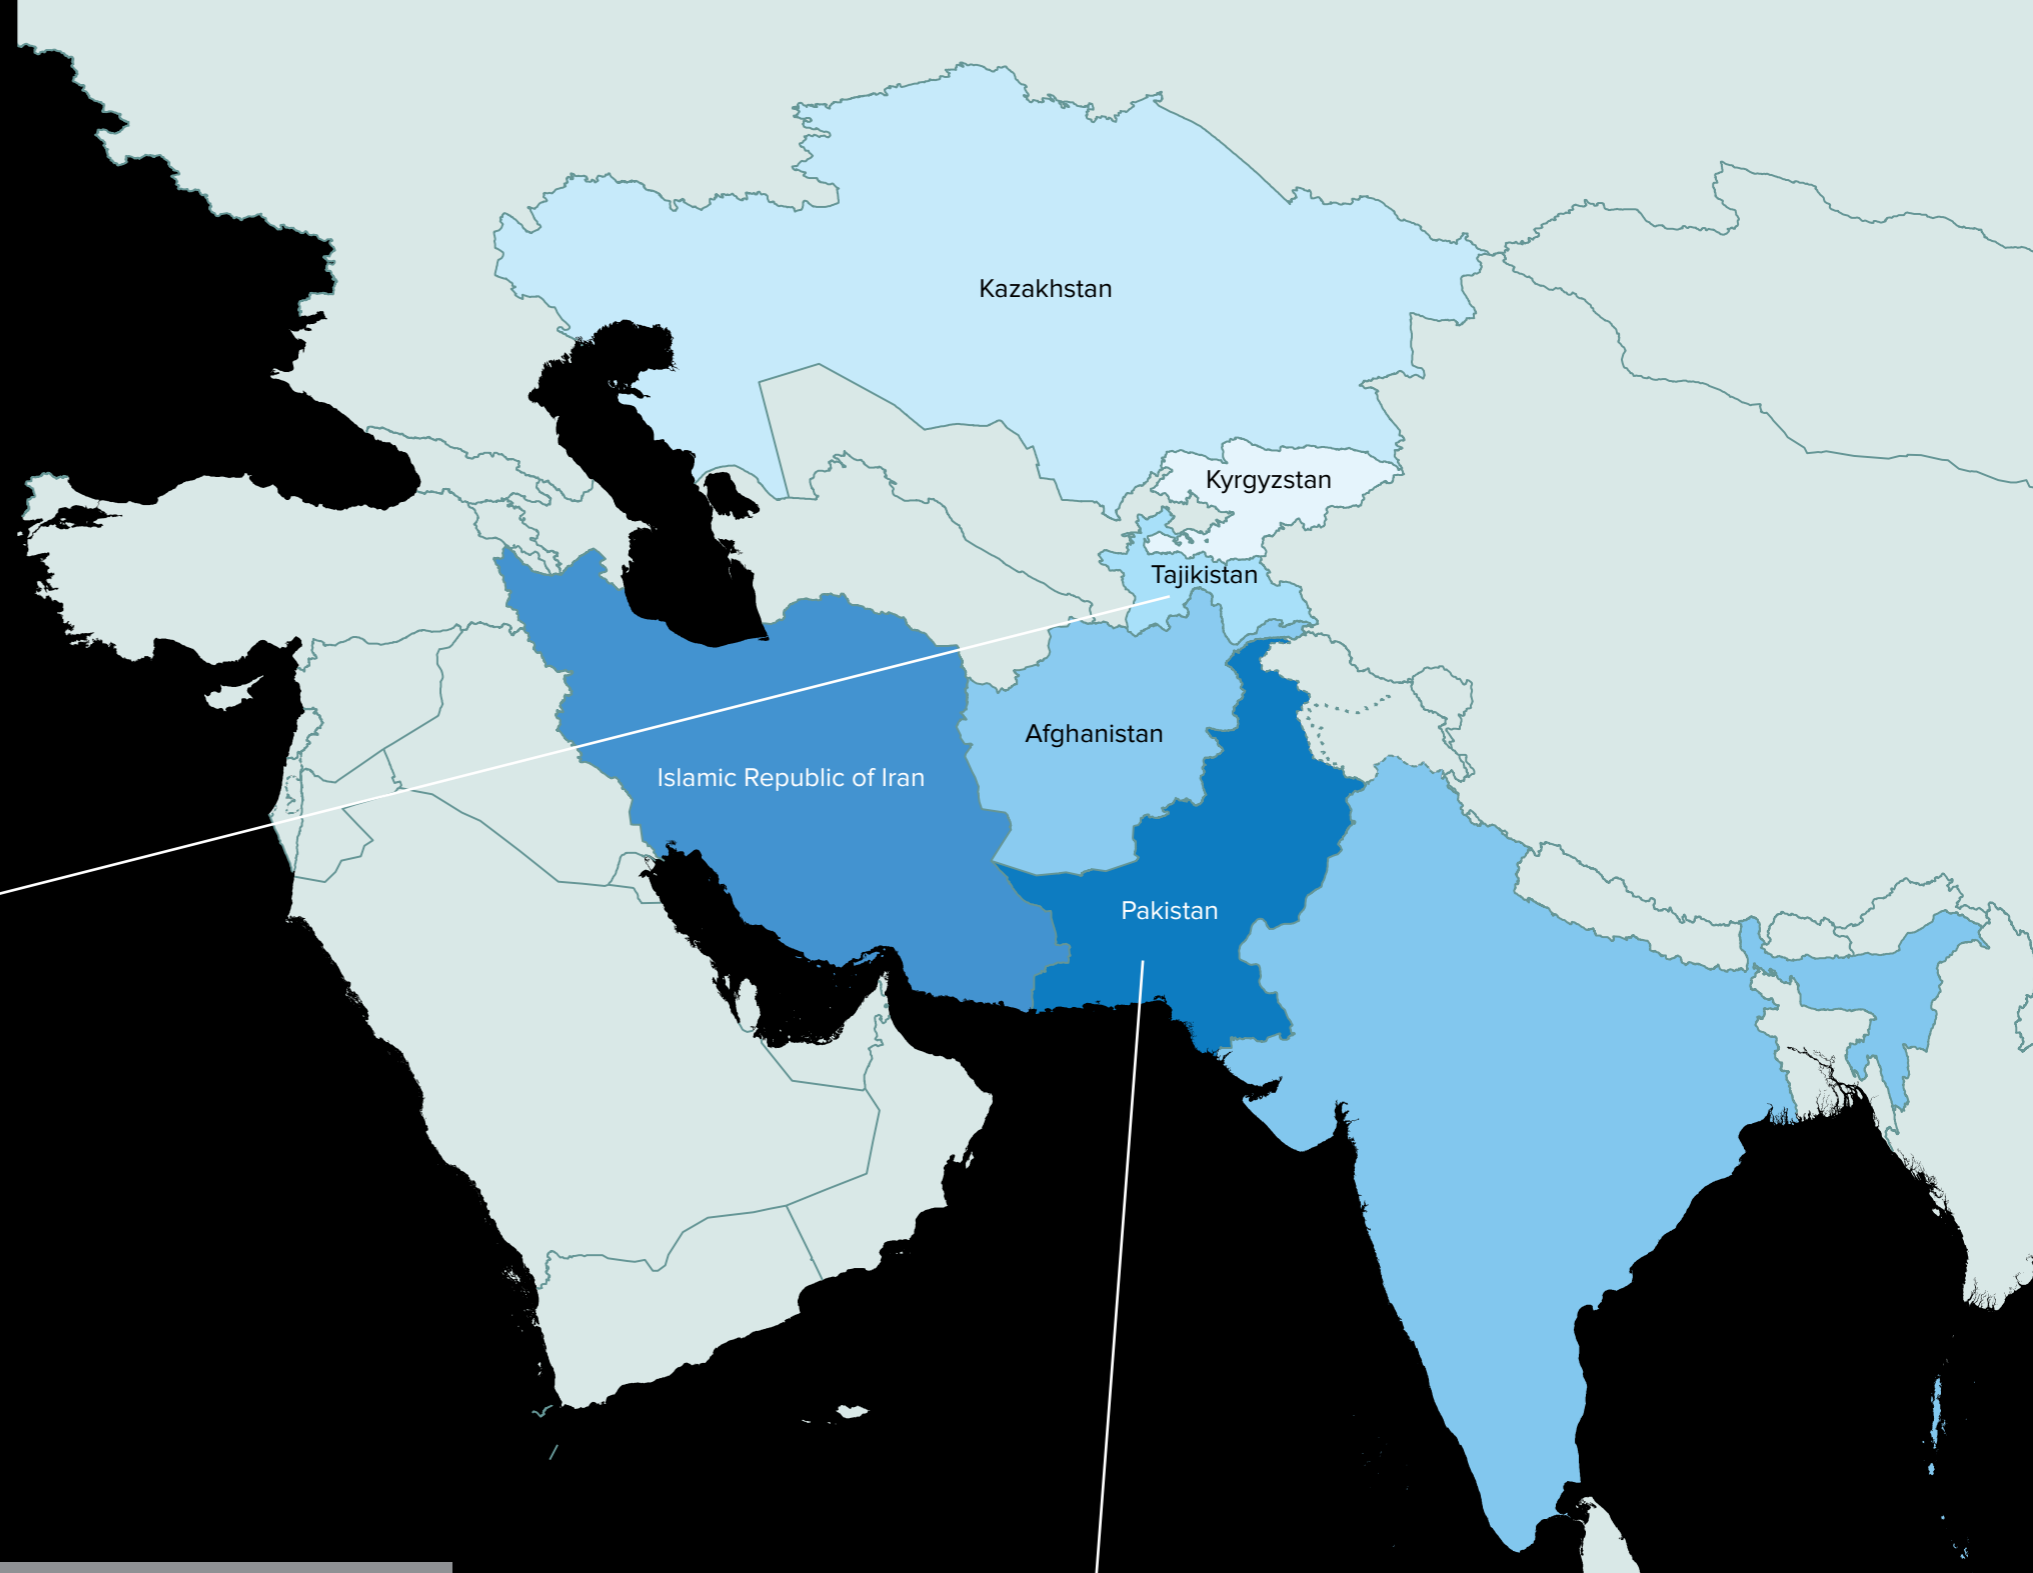 Kazakhstan
Kyrgyzstan
Tajikistan
Afghanistan
Islamic Republic of Iran
Pakistan